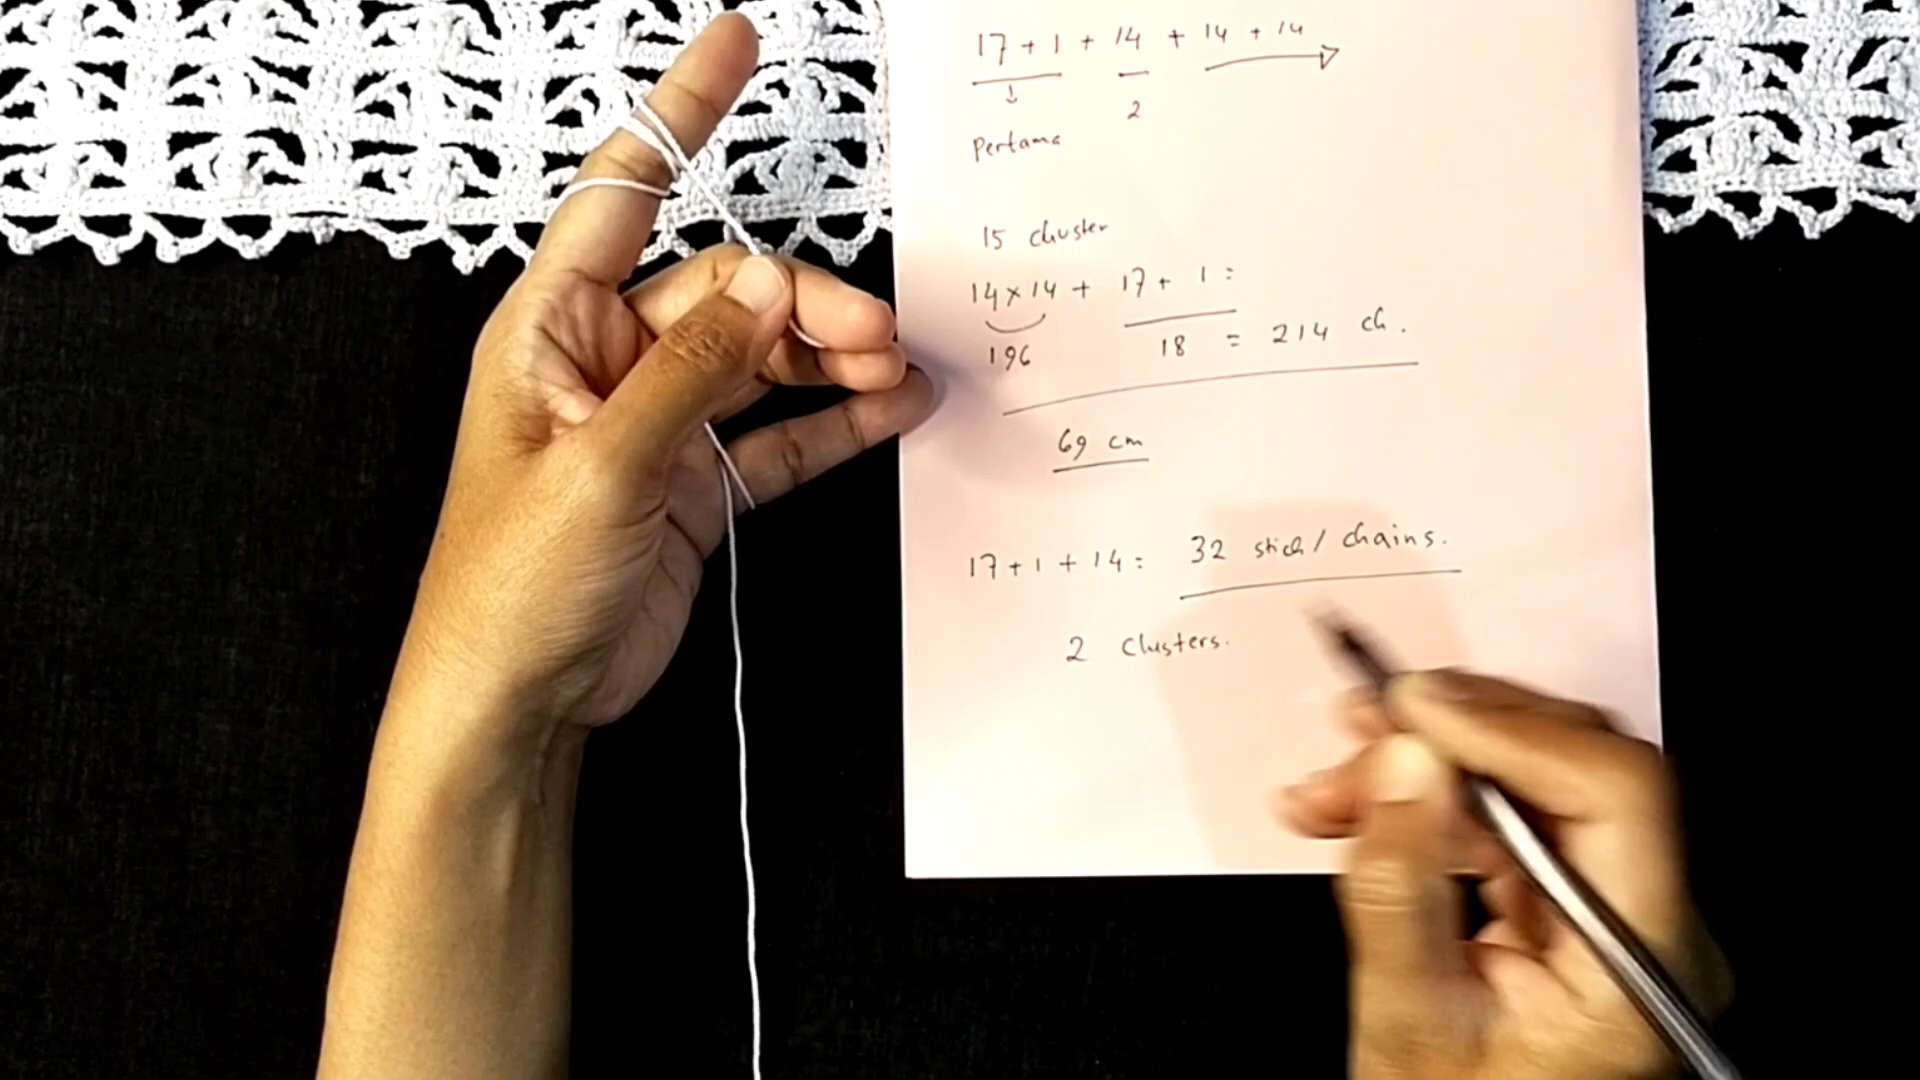 17 + 1 + 14 + 14 + 14
2
Pertama
15 cluster
14 x 14 + 17 + 1 =
196 18 = 214 ch.
69 cm
17 + 1 + 14 = 32 stich / chains.
2 Clusters.